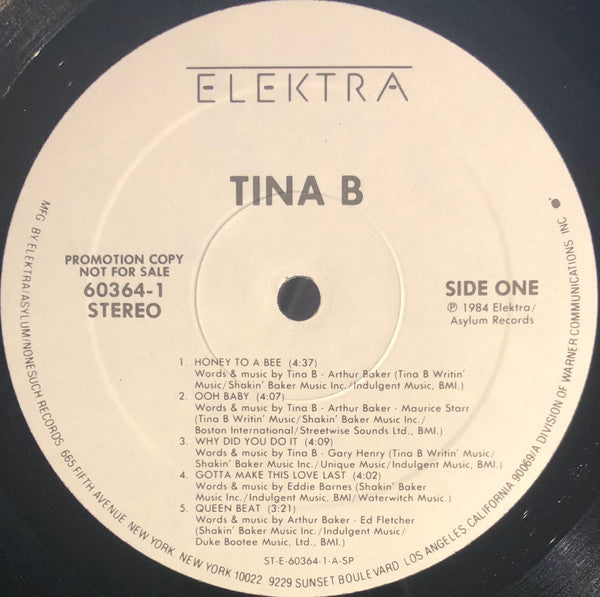 ELEKTRA
TINA B
PROMOTION COPY
NOT FOR SALE
60364-1
STEREO
SIDE ONE
℗ 1984 Elektra/
Asylum Records
1. HONEY TO A BEE (4:37)
Words & music by Tina B - Arthur Baker (Tina B Writin'
Music/Shakin' Baker Music Inc./Indulgent Music, BMI.)
2. OOH BABY (4:07)
Words & music by Tina B - Arthur Baker - Maurice Starr
(Tina B Writin' Music/Shakin' Baker Music Inc./
Boston International/Streetwise Sounds Ltd., BMI.)
3. WHY DID YOU DO IT (4:09)
Words & music by Tina B - Gary Henry (Tina B Writin' Music/
Shakin' Baker Music Inc./Unique Music/Indulgent Music, BMI.)
4. GOTTA MAKE THIS LOVE LAST (4:02)
Words & music by Eddie Barnes (Shakin' Baker
Music Inc./Indulgent Music, BMI/Waterwitch Music.)
5. QUEEN BEAT (3:21)
Words & music by Arthur Baker - Ed Fletcher
(Shakin' Baker Music Inc./Indulgent Music/
Duke Bootee Music, Ltd., BMI.)
ST-E-60364-1-A-SP
MFG. BY ELEKTRA/ASYLUM/NONESUCH RECORDS 665 FIFTH AVENUE NEW YORK NEW YORK 10022 9229 SUNSET BOULEVARD LOS ANGELES CALIFORNIA 90069/A DIVISION OF WARNER COMMUNICATIONS INC